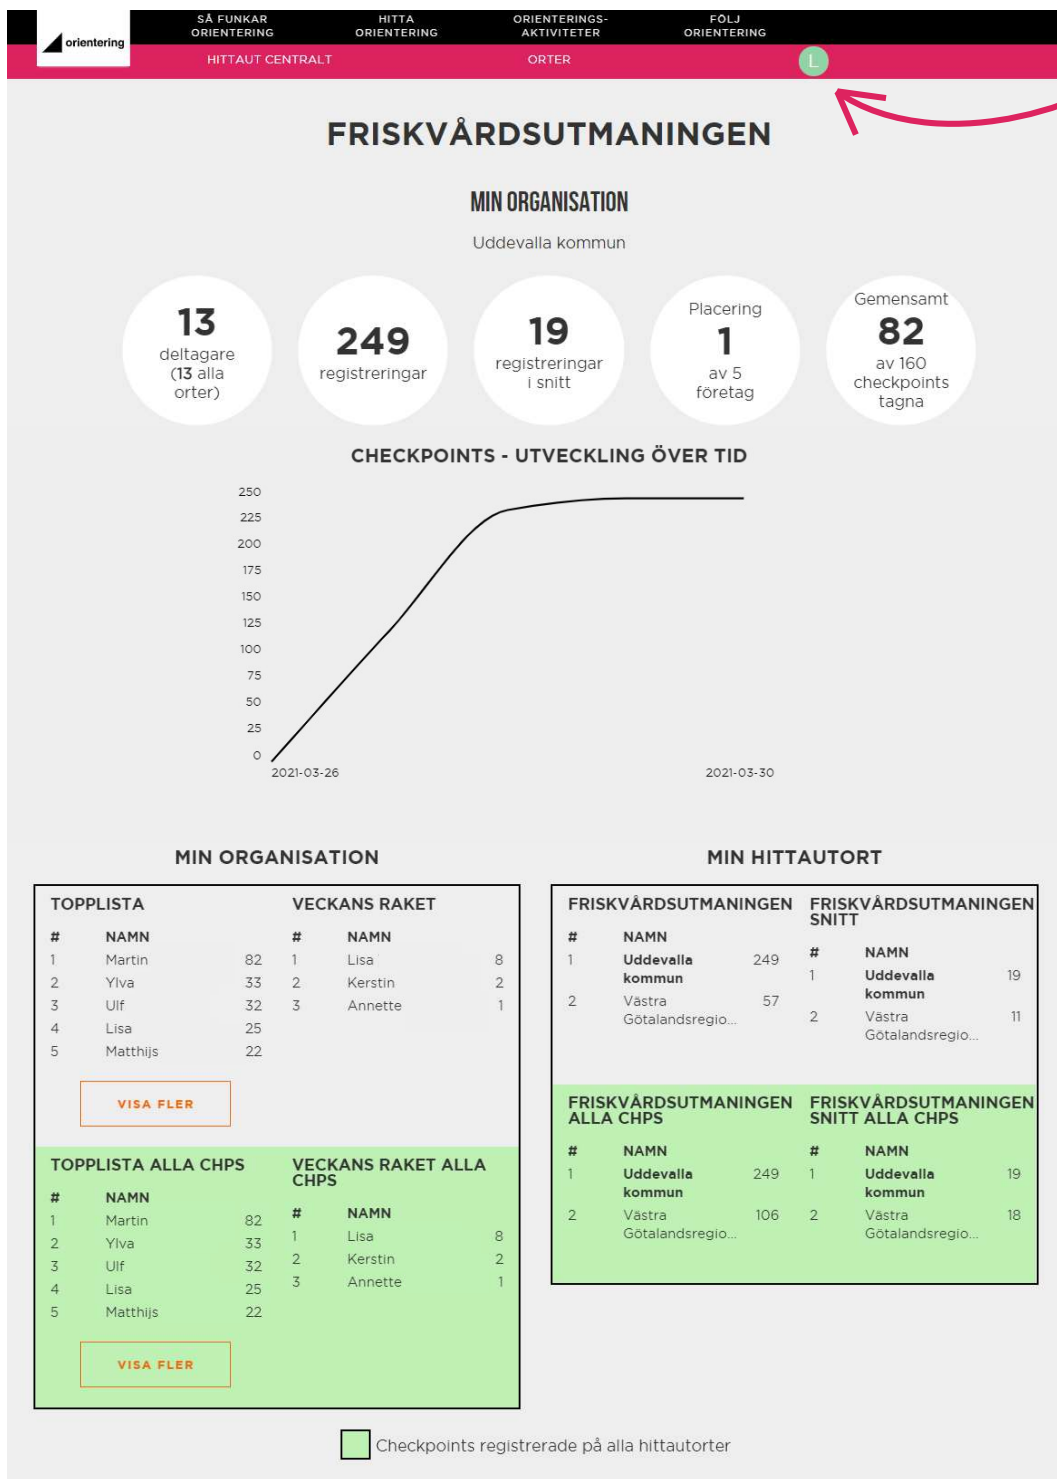 SÅ FUNKAR
ORIENTERING
HITTA
ORIENTERING
ORIENTERINGS-
AKTIVITETER
FÖLJ
ORIENTERING
orientering
HITTAUT CENTRALT
ORTER
L
FRISKVÅRDSUTMANINGEN
MIN ORGANISATION
Uddevalla kommun
13
deltagare
(13 alla
orter)
249
registreringar
19
registreringar
i snitt
Placering
1
av 5
företag
Gemensamt
82
av 160
checkpoints
tagna
CHECKPOINTS - UTVECKLING ÖVER TID
250
225
200
175
150
125
100
75
50
25
0
2021-03-26
2021-03-30
MIN ORGANISATION
TOPPLISTA
# NAMN
1 Martin 82
2 Ylva 33
3 Ulf 32
4 Lisa 25
5 Matthijs 22
VISA FLER
VECKANS RAKET
# NAMN
1 Lisa 8
2 Kerstin 2
3 Annette 1
TOPPLISTA ALLA CHPS
# NAMN
1 Martin 82
2 Ylva 33
3 Ulf 32
4 Lisa 25
5 Matthijs 22
VISA FLER
VECKANS RAKET ALLA
CHPS
# NAMN
1 Lisa 8
2 Kerstin 2
3 Annette 1
MIN HITTAUTORT
FRISKVÅRDSUTMANINGEN
# NAMN
1 Uddevalla 249
kommun
2 Västra 57
Götalandsregio...
FRISKVÅRDSUTMANINGEN
SNITT
# NAMN
1 Uddevalla 19
kommun
2 Västra 11
Götalandsregio...
FRISKVÅRDSUTMANINGEN
ALLA CHPS
# NAMN
1 Uddevalla 249
kommun
2 Västra 106
Götalandsregio...
FRISKVÅRDSUTMANINGEN
SNITT ALLA CHPS
# NAMN
1 Uddevalla 19
kommun
2 Västra 18
Götalandsregio...
Checkpoints registrerade på alla hittautorter